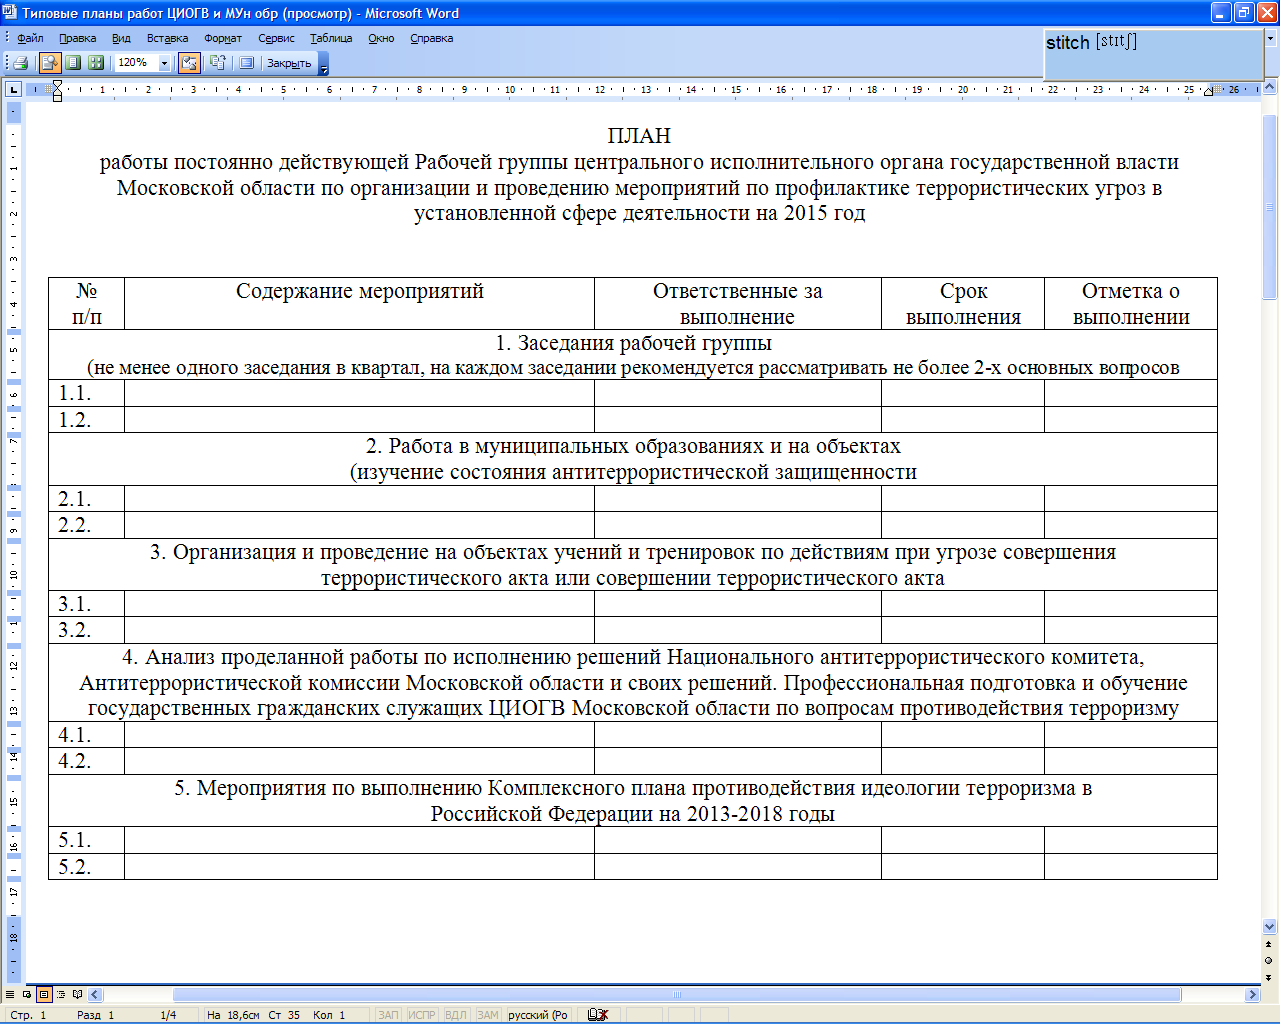 Типовые планы работ ЦИОГВ и МУн обр (просмотр) - Microsoft Word
Файл Правка Вид Вставка Формат Сервис Таблица Окно Справка
120% Закрыть
stitch [stɪtʃ]
ПЛАН
работы постоянно действующей Рабочей группы центрального исполнительного органа государственной власти
Московской области по организации и проведению мероприятий по профилактике террористических угроз в
установленной сфере деятельности на 2015 год
№ п/п Содержание мероприятий Ответственные за выполнение Срок выполнения Отметка о выполнении
1. Заседания рабочей группы
(не менее одного заседания в квартал, на каждом заседании рекомендуется рассматривать не более 2-х основных вопросов
1.1.
1.2.
2. Работа в муниципальных образованиях и на объектах
(изучение состояния антитеррористической защищенности
2.1.
2.2.
3. Организация и проведение на объектах учений и тренировок по действиям при угрозе совершения
террористического акта или совершении террористического акта
3.1.
3.2.
4. Анализ проделанной работы по исполнению решений Национального антитеррористического комитета,
Антитеррористической комиссии Московской области и своих решений. Профессиональная подготовка и обучение
государственных гражданских служащих ЦИОГВ Московской области по вопросам противодействия терроризму
4.1.
4.2.
5. Мероприятия по выполнению Комплексного плана противодействия идеологии терроризма в
Российской Федерации на 2013-2018 годы
5.1.
5.2.
Стр. 1 Разд 1 1/4 На 18,6см Ст 35 Кол 1 ЗАП ИСПР ВДЛ ЗАМ русский (Ро